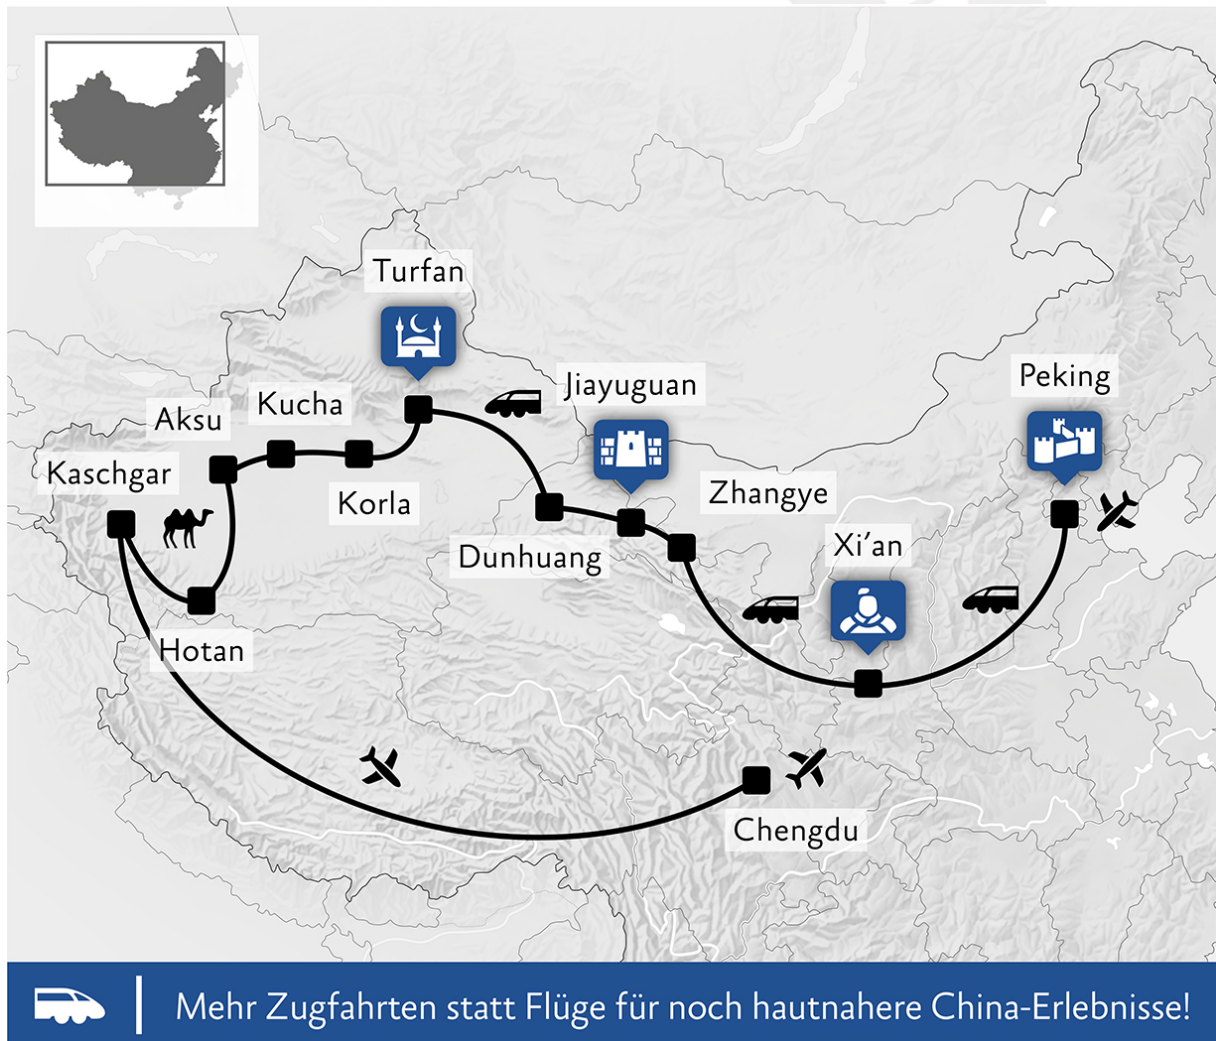 Turfan
Jiayuguan
Peking
Kucha
Aksu
Kaschgar
Korla
Zhangye
Xi’an
Dunhuang
Hotan
Chengdu
Mehr Zugfahrten statt Flüge für noch hautnahere China-Erlebnisse!